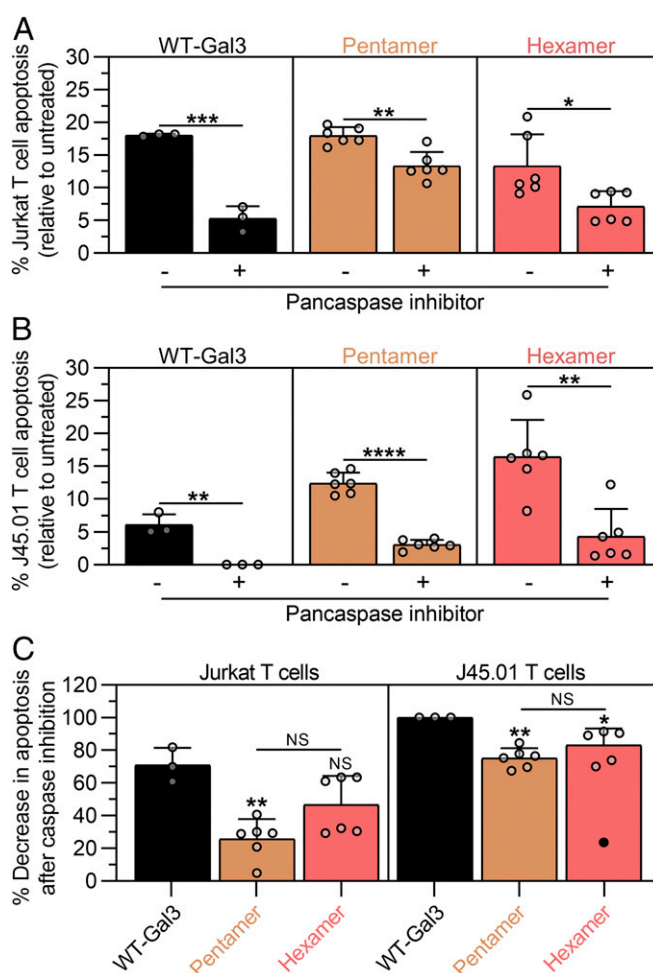 A
WT-Gal3 Pentamer Hexamer
% Jurkat T cell apoptosis
(relative to untreated)
30
25
20
15
10
5
0
*** ** *
- + - + - +
Pancaspase inhibitor
B
WT-Gal3 Pentamer Hexamer
% J45.01 T cell apoptosis
(relative to untreated)
30
25
20
15
10
5
0
** **** **
- + - + - +
Pancaspase inhibitor
C
Jurkat T cells J45.01 T cells
% Decrease in apoptosis
after caspase inhibition
120
100
80
60
40
20
0
NS NS
** NS ** *
WT-Gal3 Pentamer Hexamer WT-Gal3 Pentamer Hexamer